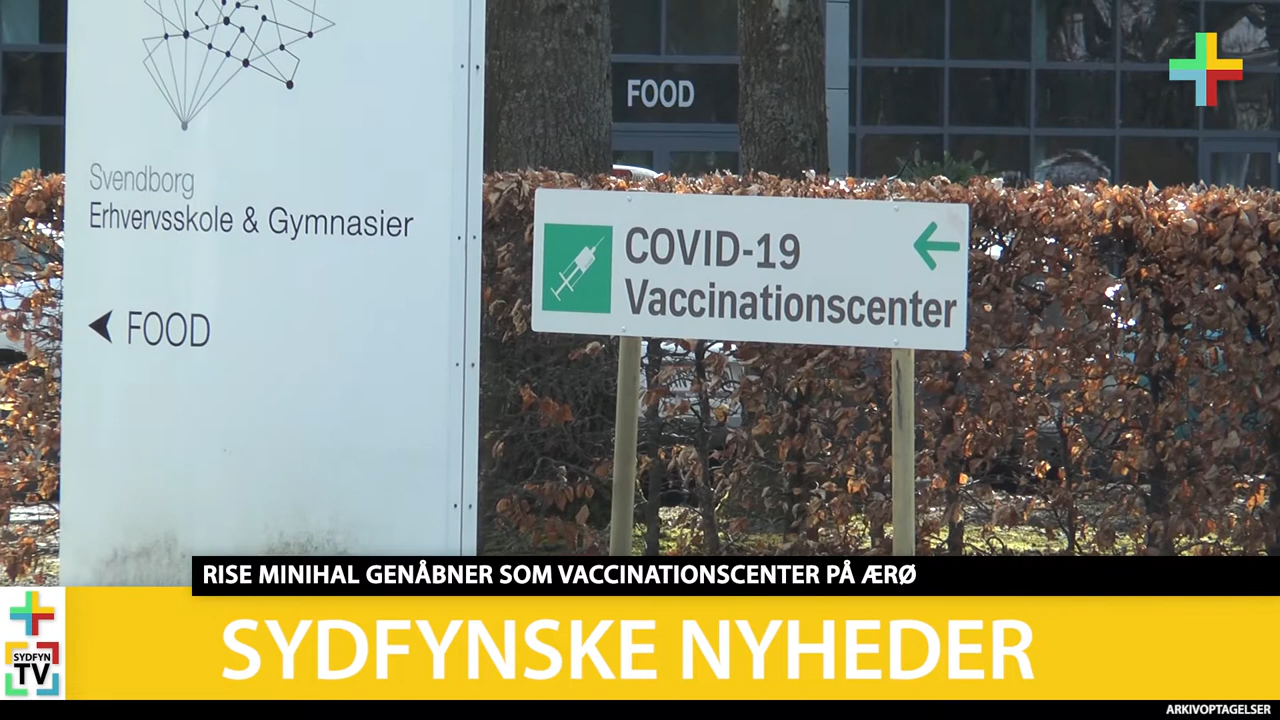 FOOD
Svendborg
Erhvervsskole & Gymnasier
FOOD
COVID-19
Vaccinationscenter
RISE MINIHAL GENÅBNER SOM VACCINATIONSCENTER PÅ ÆRØ
SYDFYNSKE NYHEDER
SYDFYN
TV
ARKIVOPTAGELSER